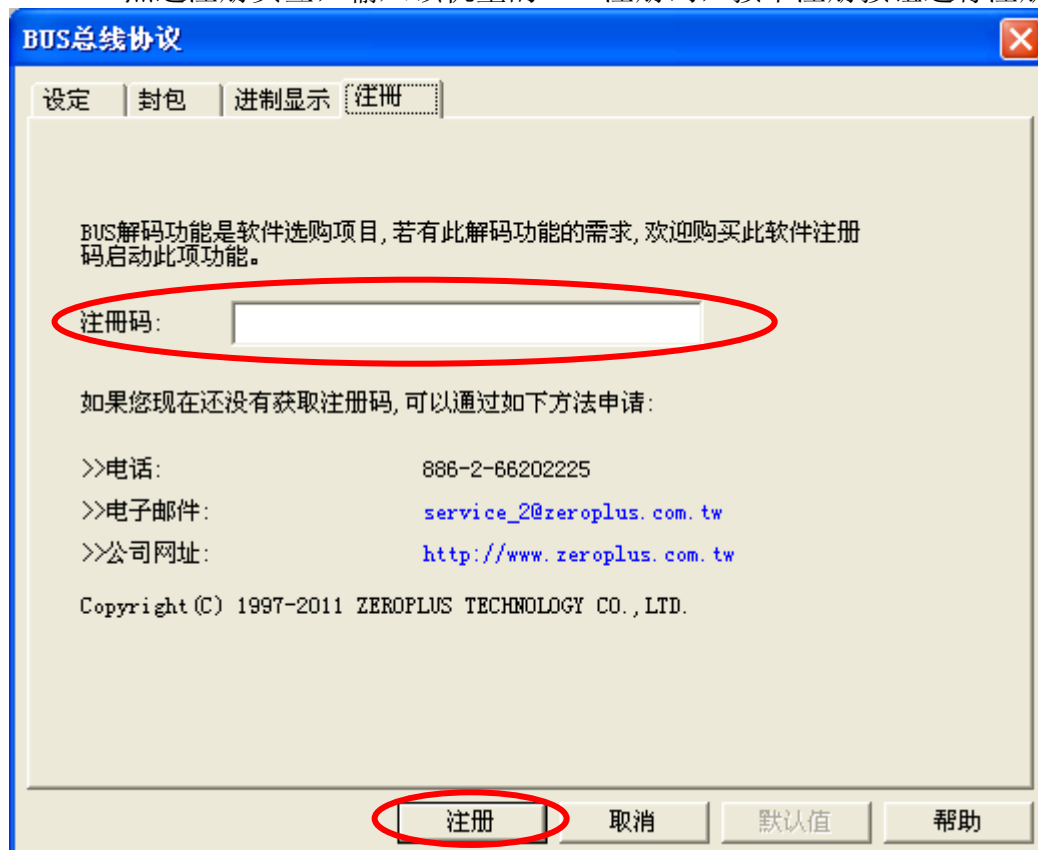 BUS总线协议
设定 封包 进制显示 注册
BUS解码功能是软件选购项目,若有此解码功能的需求,欢迎购买此软件注册
码启动此项功能。
注册码:
如果您现在还没有获取注册码,可以通过如下方法申请:
>>电话: 886-2-66202225
>>电子邮件: service_2@zeroplus.com.tw
>>公司网址: http://www.zeroplus.com.tw
Copyright(C) 1997-2011 ZEROPLUS TECHNOLOGY CO.,LTD.
注册 取消 默认值 帮助